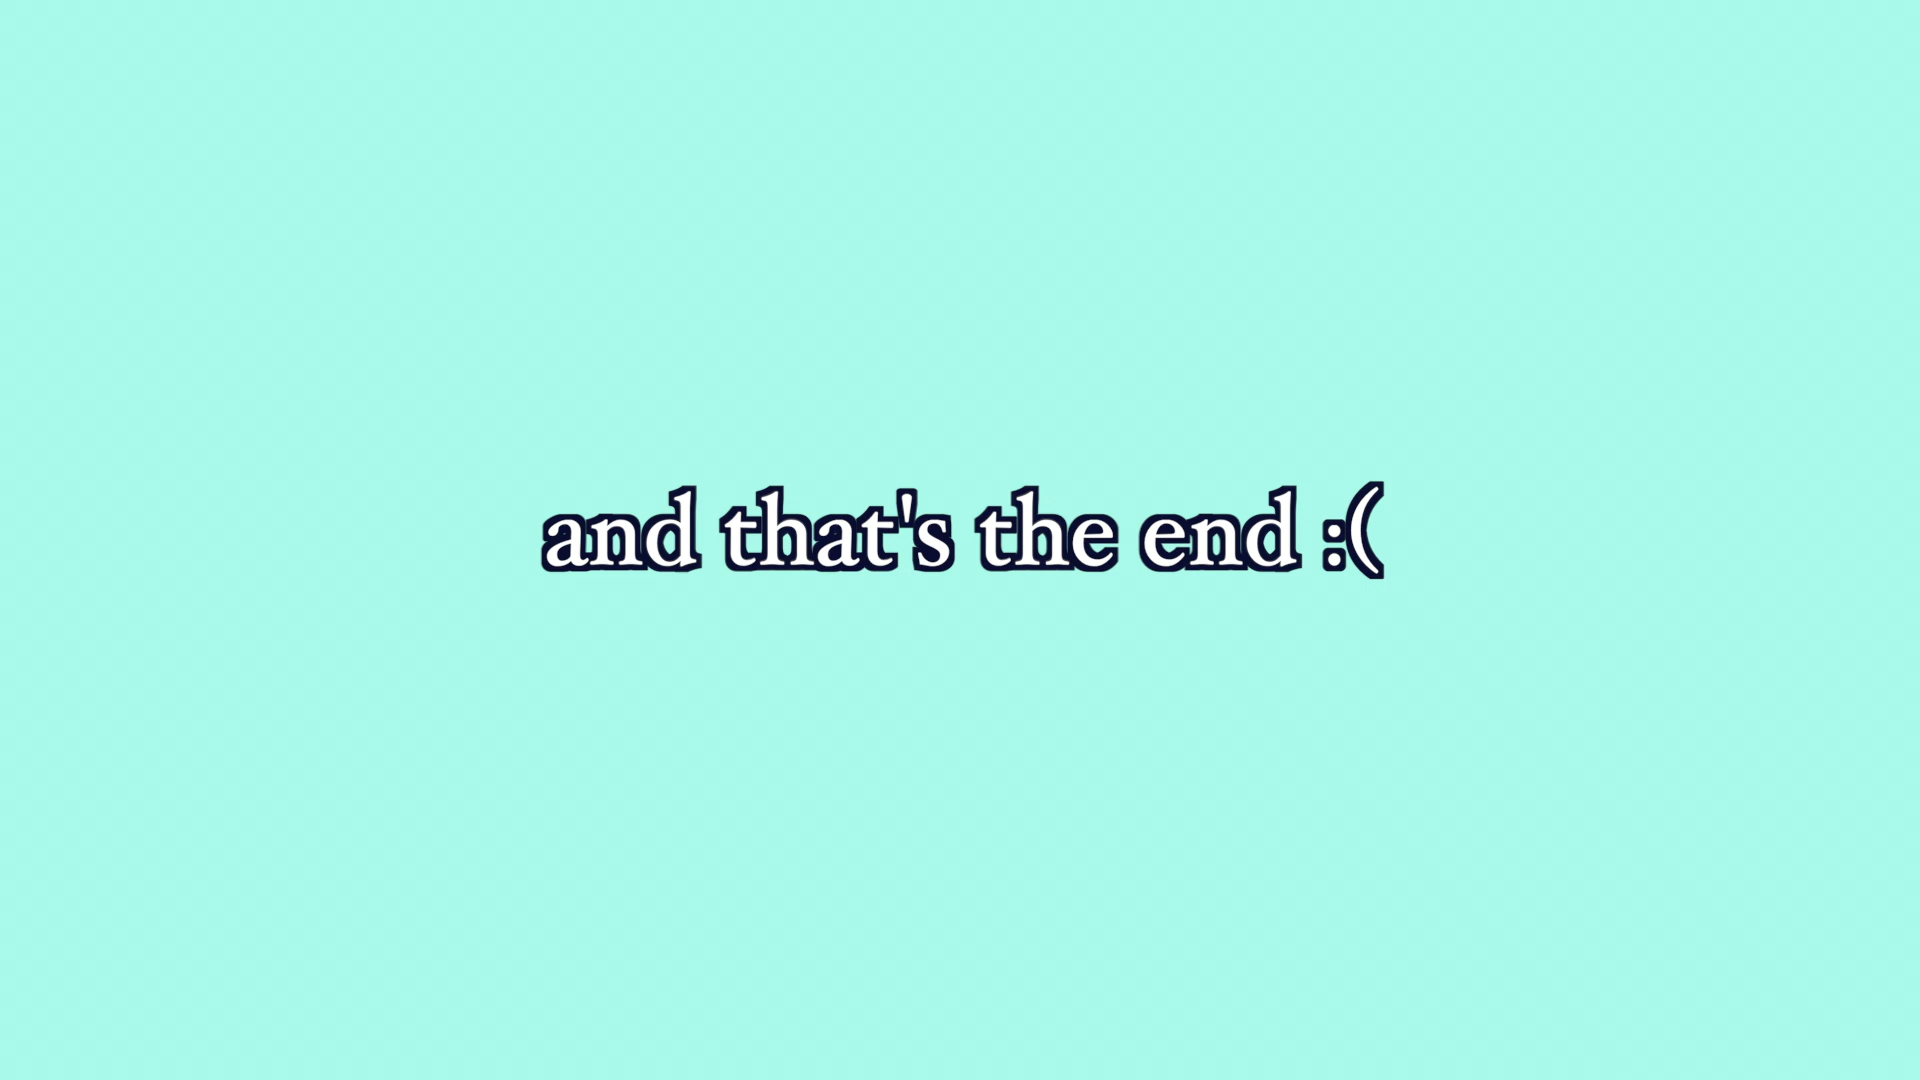 and that's the end :(